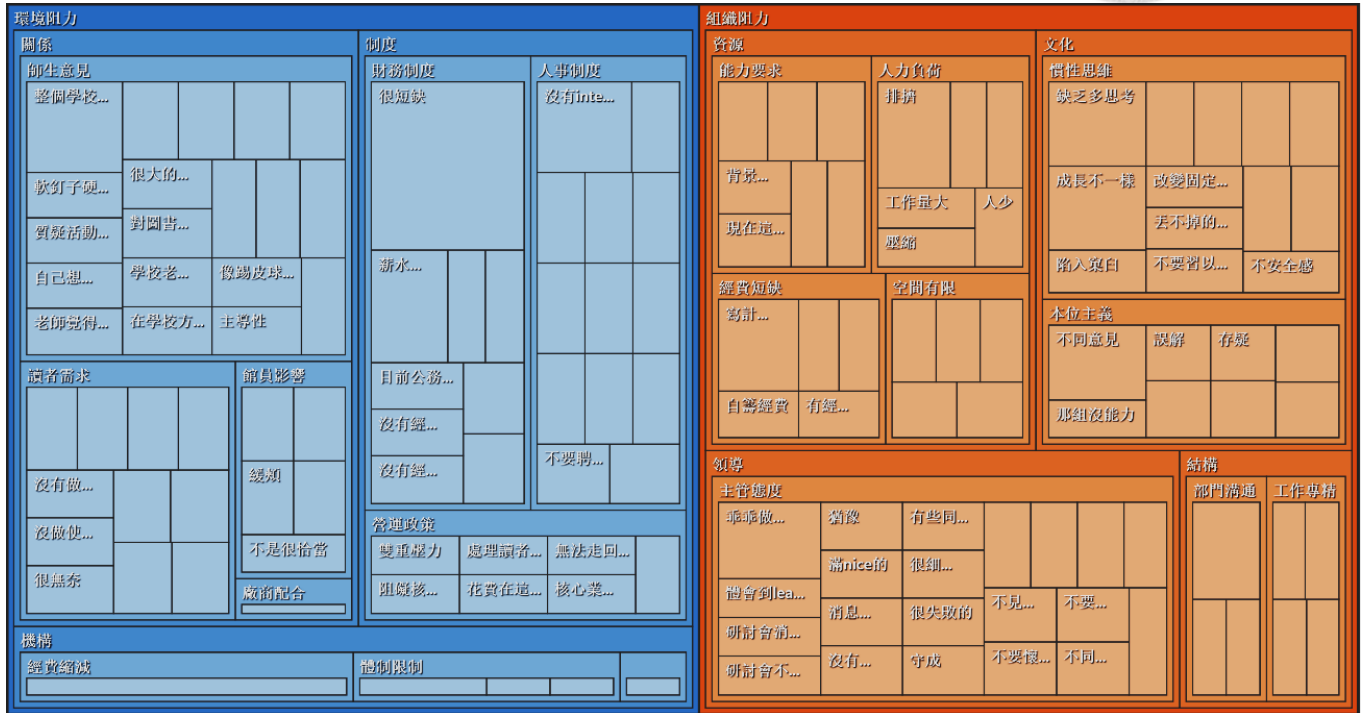 環境阻力
關係
師生意見
整個學校...
軟釘子硬...
質疑活動...
自己想...
老師覺得...
很大的...
對圖書...
學校老...
像踢皮球...
在學校方...
主導性
讀者需求
沒有做...
沒做使...
很無奈
館員影響
緩頰
不是很恰當
廠商配合
制度
財務制度
很短缺
薪水...
目前公務...
沒有經...
沒有經...
人事制度
沒有inte...
不要聘...
營運政策
雙重壓力
處理讀者...
無法走回...
阻礙核...
花費在這...
核心業...
機構
經費縮減
體制限制
組織阻力
資源
能力要求
背景...
現在這...
人力負荷
排擠
工作量大
人少
壓縮
經費短缺
寫計...
自籌經費
有經...
空間有限
文化
慣性思維
缺乏多思考
成長不一樣
改變固定...
丟不掉的...
陷入窠臼
不要習以...
不安全感
本位主義
不同意見
誤解
存疑
那組沒能力
領導
主管態度
乖乖做...
猶豫
有些同...
體會到lea...
滿nice的
很細...
研討會消...
消息...
很失敗的
不見...
不要...
研討會不...
沒有...
守成
不要懷...
不同...
結構
部門溝通
工作專精